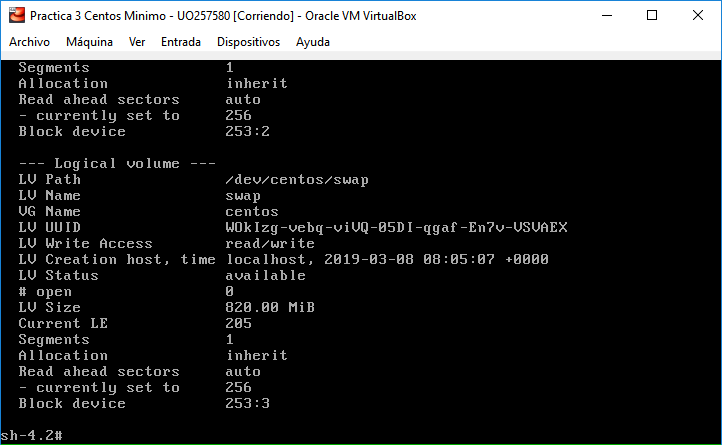 Practica 3 Centos Minimo - UO257580 [Corriendo] - Oracle VM VirtualBox
Archivo Máquina Ver Entrada Dispositivos Ayuda
Segments 1
Allocation inherit
Read ahead sectors auto
- currently set to 256
Block device 253:2
--- Logical volume ---
LV Path /dev/centos/swap
LV Name swap
VG Name centos
LV UUID WOkIzg-vebq-viVQ-05DI-qgaf-En7v-VSVAEX
LV Write Access read/write
LV Creation host, time localhost, 2019-03-08 08:05:07 +0000
LV Status available
# open 0
LV Size 820.00 MiB
Current LE 205
Segments 1
Allocation inherit
Read ahead sectors auto
- currently set to 256
Block device 253:3
sh-4.2#